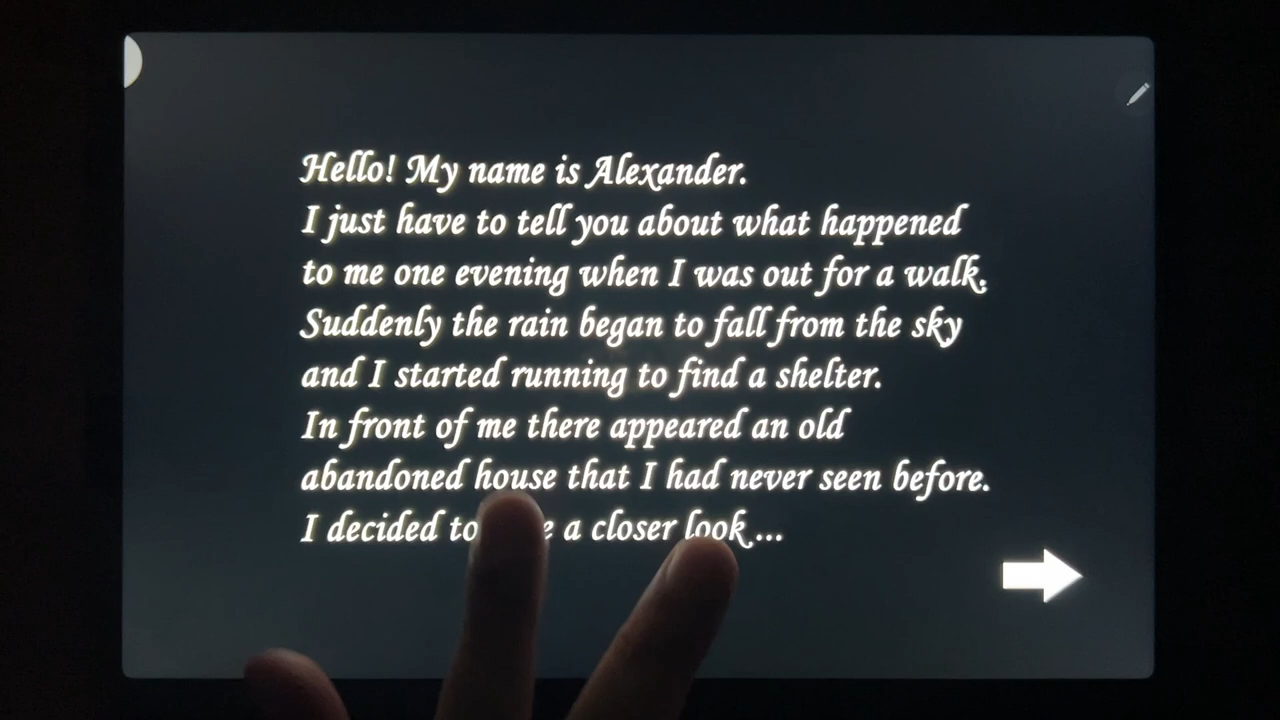 Hello! My name is Alexander.
I just have to tell you about what happened
to me one evening when I was out for a walk.
Suddenly the rain began to fall from the sky
and I started running to find a shelter.
In front of me there appeared an old
abandoned house that I had never seen before.
I decided to a closer look ...